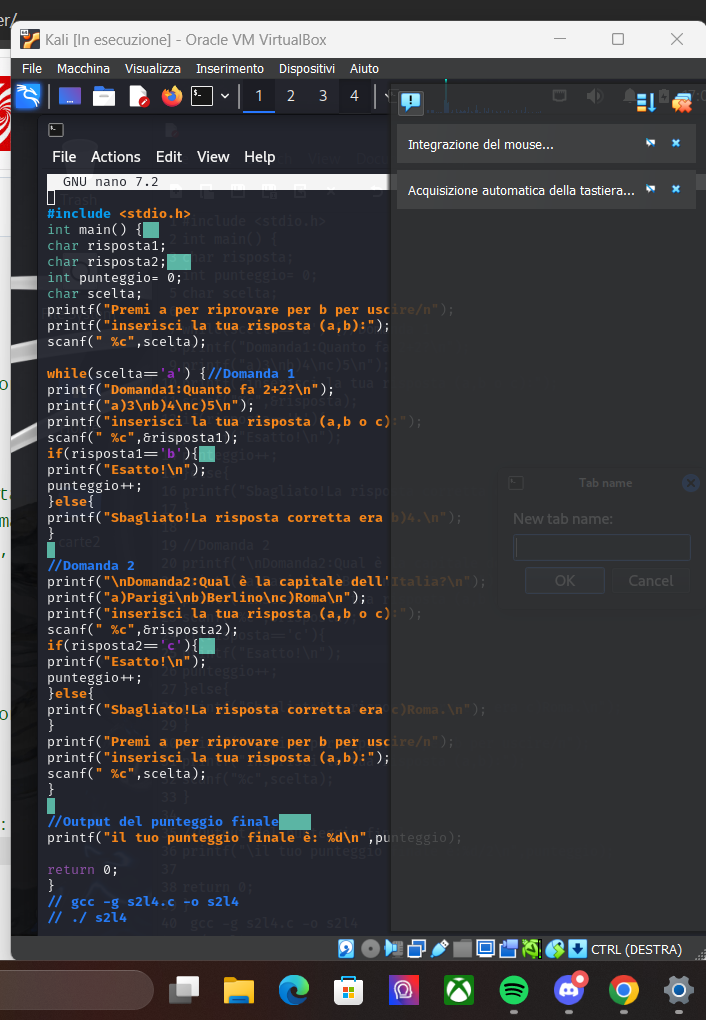 er/
Kali [In esecuzione] - Oracle VM VirtualBox
File Macchina Visualizza Inserimento Dispositivi Aiuto
1 2 3 4
File Actions Edit View Help
GNU nano 7.2
#include <stdio.h>
int main() {
char risposta1;
char risposta2;
int punteggio= 0;
char scelta;
printf("Premi a per riprovare per b per uscire/n");
printf("inserisci la tua risposta (a,b):");
scanf(" %c",scelta);
while(scelta=='a') {//Domanda 1
printf("Domanda1:Quanto fa 2+2?\n");
printf("a)3\nb)4\nc)5\n");
printf("inserisci la tua risposta (a,b o c):");
scanf(" %c",&risposta1);
if(risposta1=='b'){
printf("Esatto!\n");
punteggio++;
}else{
printf("Sbagliato!La risposta corretta era b)4.\n");
}
//Domanda 2
printf("\nDomanda2:Qual è la capitale dell'Italia?\n");
printf("a)Parigi\nb)Berlino\nc)Roma\n");
printf("inserisci la tua risposta (a,b o c):");
scanf(" %c",&risposta2);
if(risposta2=='c'){
printf("Esatto!\n");
punteggio++;
}else{
printf("Sbagliato!La risposta corretta era c)Roma.\n");
}
printf("Premi a per riprovare per b per uscire/n");
printf("inserisci la tua risposta (a,b):");
scanf(" %c",scelta);
}
//Output del punteggio finale
printf("il tuo punteggio finale è: %d\n",punteggio);
return 0;
}
// gcc -g s2l4.c -o s2l4
// ./ s2l4
Integrazione del mouse...
Acquisizione automatica della tastiera...
Tab name
New tab name:
OK Cancel
CTRL (DESTRA)